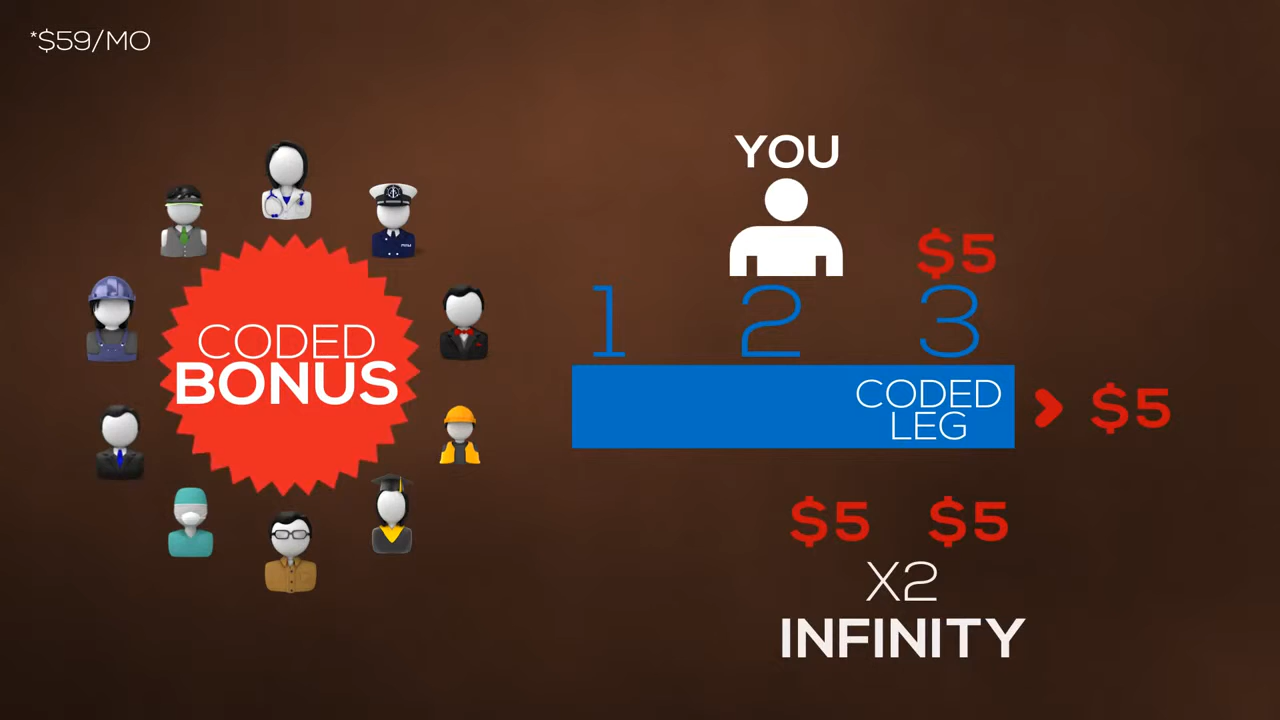 *$59/MO
CODED
BONUS
YOU
$5
1 2 3
CODED
LEG
> $5
$5 $5
X2
INFINITY